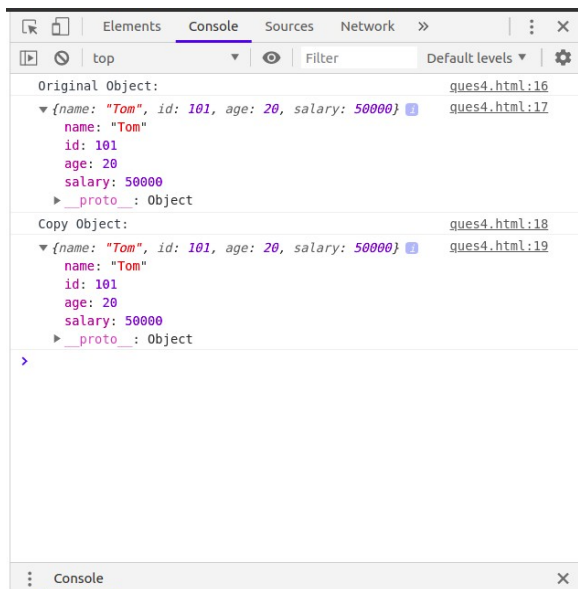 Elements Console Sources Network »
top Filter Default levels
Original Object: ques4.html:16
{name: "Tom", id: 101, age: 20, salary: 50000} i ques4.html:17
name: "Tom"
id: 101
age: 20
salary: 50000
__proto__: Object
Copy Object: ques4.html:18
{name: "Tom", id: 101, age: 20, salary: 50000} i ques4.html:19
name: "Tom"
id: 101
age: 20
salary: 50000
__proto__: Object
>
Console